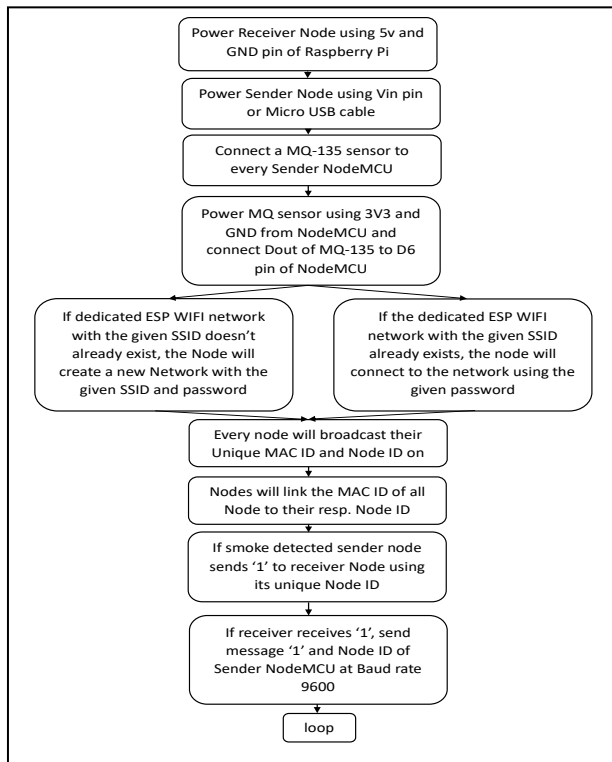 Power Receiver Node using 5v and
GND pin of Raspberry Pi
Power Sender Node using Vin pin
or Micro USB cable
Connect a MQ-135 sensor to
every Sender NodeMCU
Power MQ sensor using 3V3 and
GND from NodeMCU and
connect Dout of MQ-135 to D6
pin of NodeMCU
If dedicated ESP WIFI network
with the given SSID doesn't
already exist, the Node will
create a new Network with the
given SSID and password
If the dedicated ESP WIFI
network with the given SSID
already exists, the node will
connect to the network using the
given password
Every node will broadcast their
Unique MAC ID and Node ID on
Nodes will link the MAC ID of all
Node to their resp. Node ID
If smoke detected sender node
sends ‘1’ to receiver Node using
its unique Node ID
If receiver receives ‘1’, send
message ‘1’ and Node ID of
Sender NodeMCU at Baud rate
9600
loop